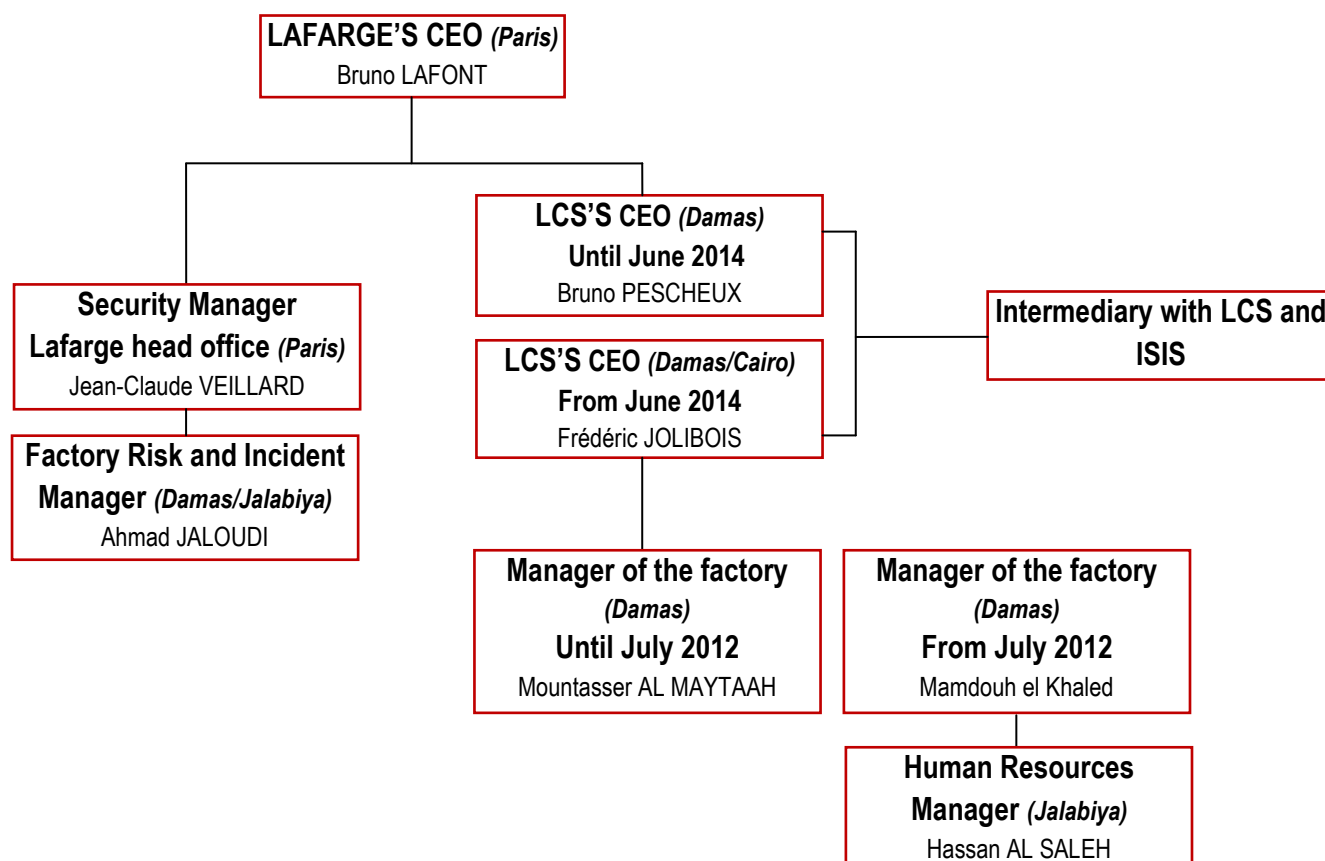 LAFARGE'S CEO (Paris)
Bruno LAFONT
LCS'S CEO (Damas)
Until June 2014
Bruno PESCHEUX
Security Manager
Lafarge head office (Paris)
Jean-Claude VEILLARD
Intermediary with LCS and
ISIS
LCS'S CEO (Damas/Cairo)
From June 2014
Frédéric JOLIBOIS
Factory Risk and Incident
Manager (Damas/Jalabiya)
Ahmad JALOUDI
Manager of the factory
(Damas)
Until July 2012
Mountasser AL MAYTAAH
Manager of the factory
(Damas)
From July 2012
Mamdouh el Khaled
Human Resources
Manager (Jalabiya)
Hassan AL SALEH